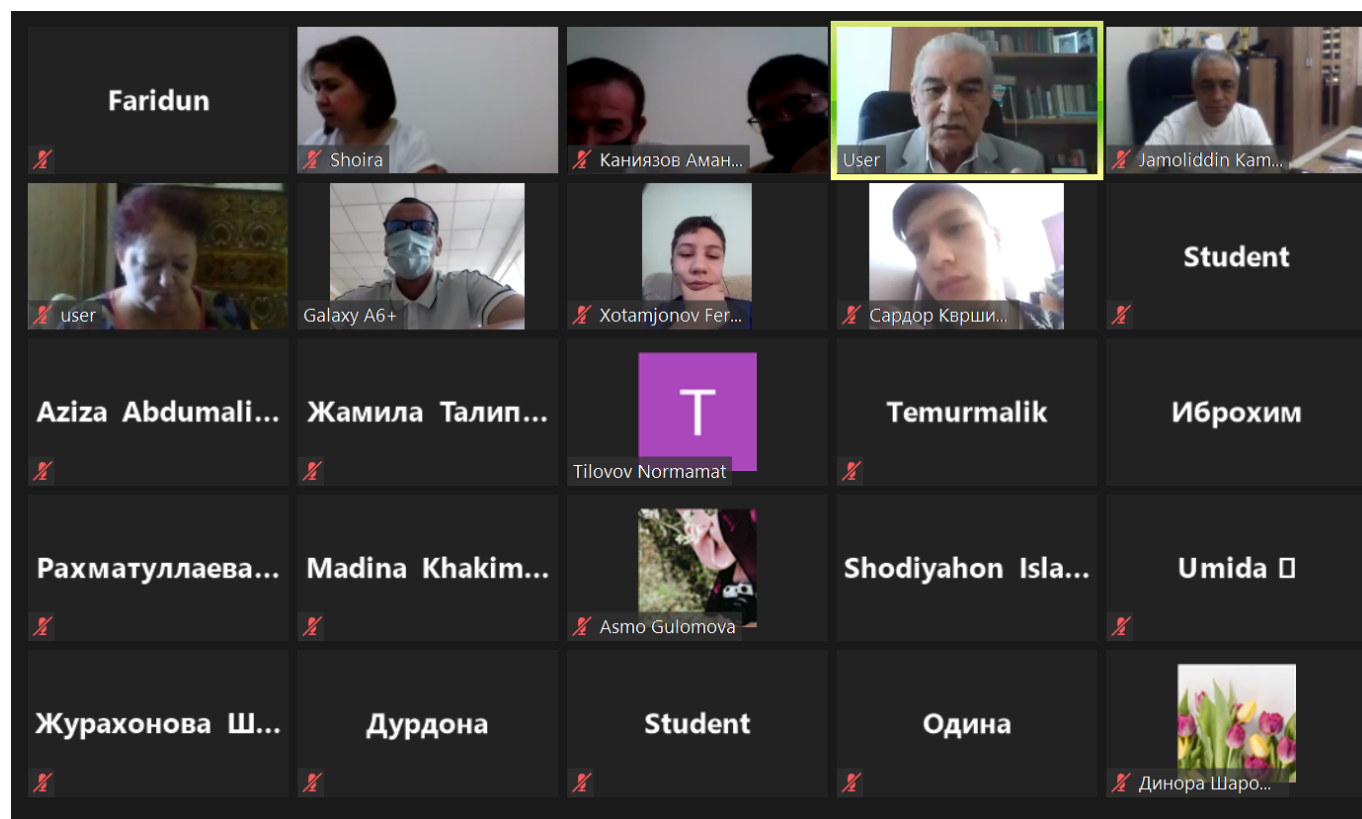 Faridun
Shoira
Каниязов Аман...
User
Jamoliddin Kam...
user
Galaxy A6+
Xotamjonov Fer...
Сардор Кврши...
Student
Aziza Abdumali...
Жамила Талип...
T
Tilovov Normamat
Temurmalik
Иброхим
Рахматуллаева...
Madina Khakim...
Asmo Gulomova
Shodiyahon Isla...
Umida
Журахонова Ш...
Дурдона
Student
Одина
Динора Шаро...